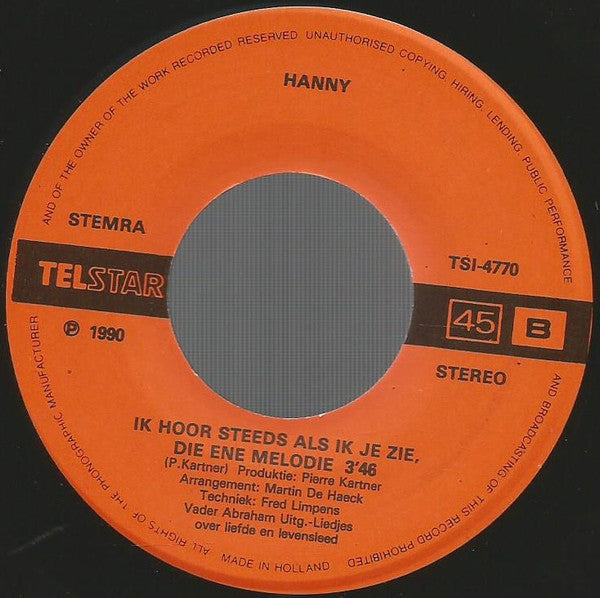 ALL RIGHTS OF THE PHONOGRAPHIC MANUFACTURER AND OF THE OWNER OF THE WORK RECORDED RESERVED UNAUTHORISED COPYING, HIRING, LENDING, PUBLIC PERFORMANCE AND BROADCASTING OF THIS RECORD PROHIBITED
HANNY
STEMRA
TSI-4770
TELSTAR
45 B
℗ 1990
STEREO
IK HOOR STEEDS ALS IK JE ZIE,
DIE ENE MELODIE 3'46
(P.Kartner) Produktie: Pierre Kartner
Arrangement: Martin De Haeck
Techniek: Fred Limpens
Vader Abraham Uitg.-Liedjes
over liefde en levensleed
MADE IN HOLLAND